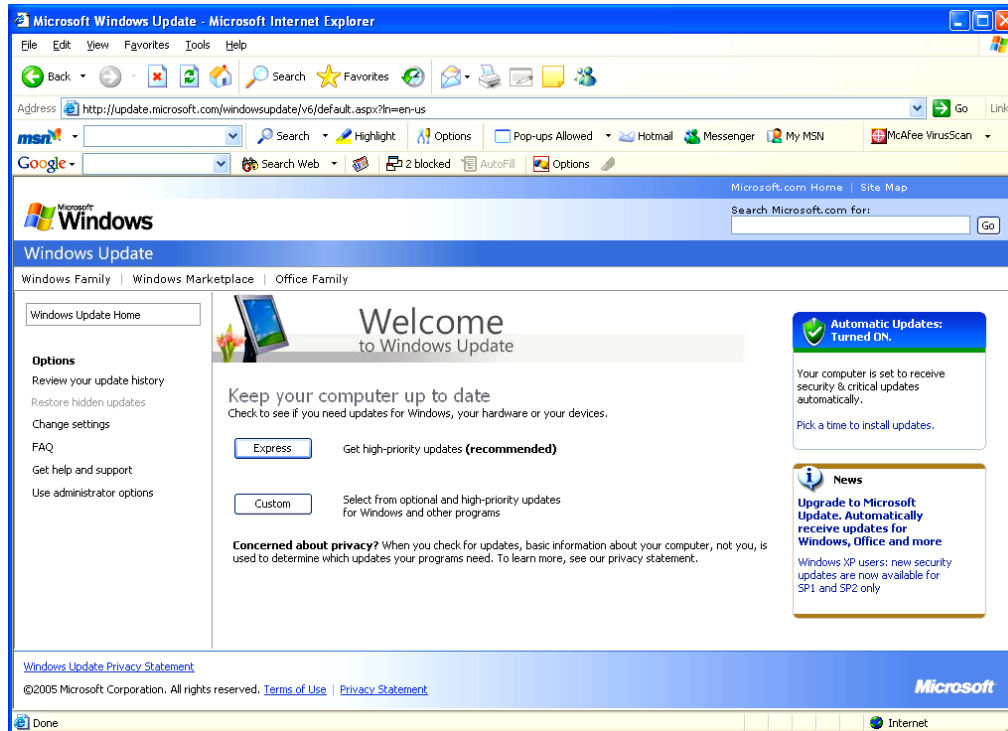 Microsoft Windows Update - Microsoft Internet Explorer
File Edit View Favorites Tools Help
Back Search Favorites
Address http://update.microsoft.com/windowsupdate/v6/default.aspx?ln=en-us Go Link
msn Search Highlight Options Pop-ups Allowed Hotmail Messenger My MSN McAfee VirusScan
Google Search Web 2 blocked AutoFill Options
Microsoft.com Home | Site Map
Microsoft Windows
Search Microsoft.com for:
Go
Windows Update
Windows Family | Windows Marketplace | Office Family
Windows Update Home
Options
Review your update history
Restore hidden updates
Change settings
FAQ
Get help and support
Use administrator options
Welcome
to Windows Update
Keep your computer up to date
Check to see if you need updates for Windows, your hardware or your devices.
Express Get high-priority updates (recommended)
Custom Select from optional and high-priority updates
for Windows and other programs
Concerned about privacy? When you check for updates, basic information about your computer, not you, is
used to determine which updates your programs need. To learn more, see our privacy statement.
Automatic Updates:
Turned ON.
Your computer is set to receive
security & critical updates
automatically.
Pick a time to install updates.
News
Upgrade to Microsoft
Update. Automatically
receive updates for
Windows, Office and more
Windows XP users: new security
updates are now available for
SP1 and SP2 only
Windows Update Privacy Statement
©2005 Microsoft Corporation. All rights reserved. Terms of Use | Privacy Statement
Microsoft
Done Internet